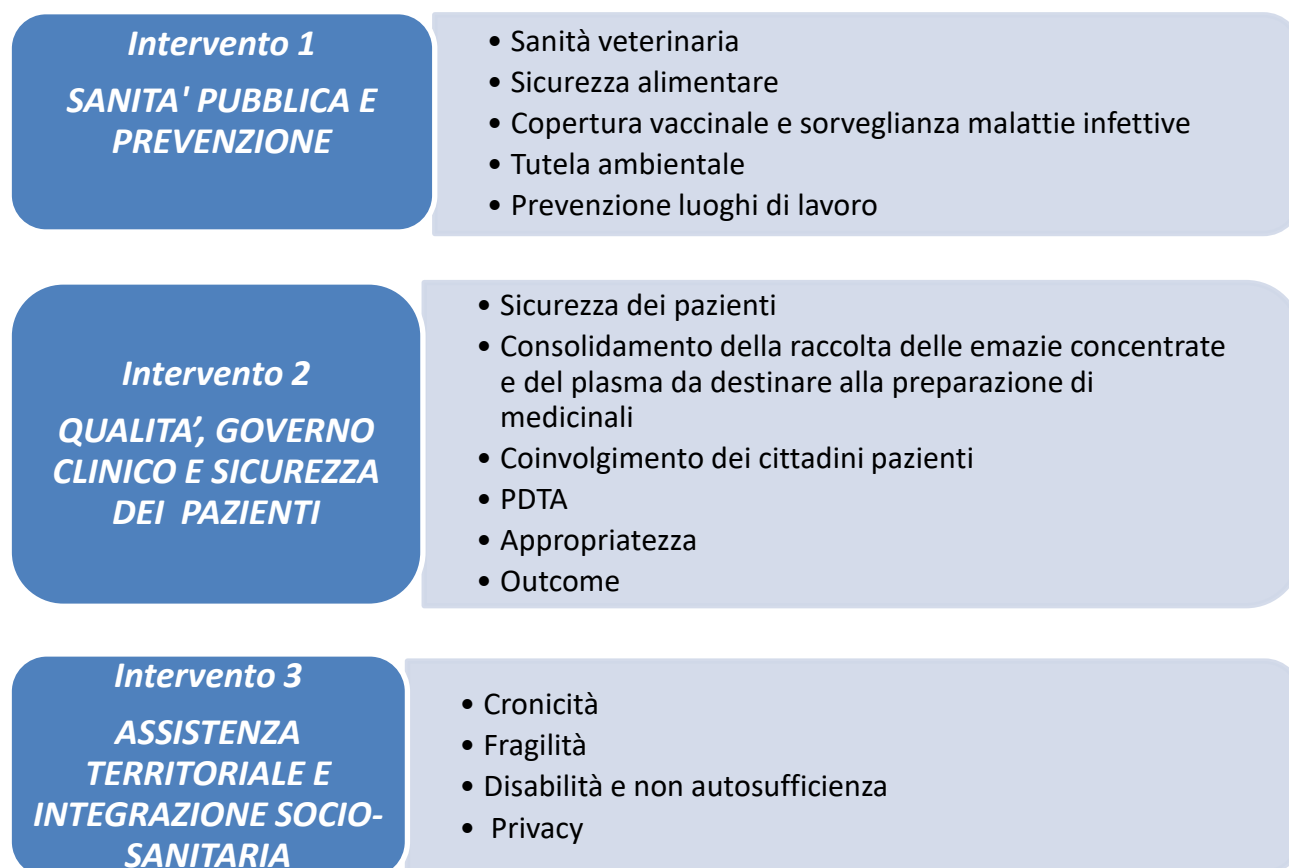 Intervento 1
SANITA' PUBBLICA E
PREVENZIONE
• Sanità veterinaria
• Sicurezza alimentare
• Copertura vaccinale e sorveglianza malattie infettive
• Tutela ambientale
• Prevenzione luoghi di lavoro
Intervento 2
QUALITA’, GOVERNO
CLINICO E SICUREZZA
DEI PAZIENTI
• Sicurezza dei pazienti
• Consolidamento della raccolta delle emazie concentrate
e del plasma da destinare alla preparazione di
medicinali
• Coinvolgimento dei cittadini pazienti
• PDTA
• Appropriatezza
• Outcome
Intervento 3
ASSISTENZA
TERRITORIALE E
INTEGRAZIONE SOCIO-
SANITARIA
• Cronicità
• Fragilità
• Disabilità e non autosufficienza
• Privacy